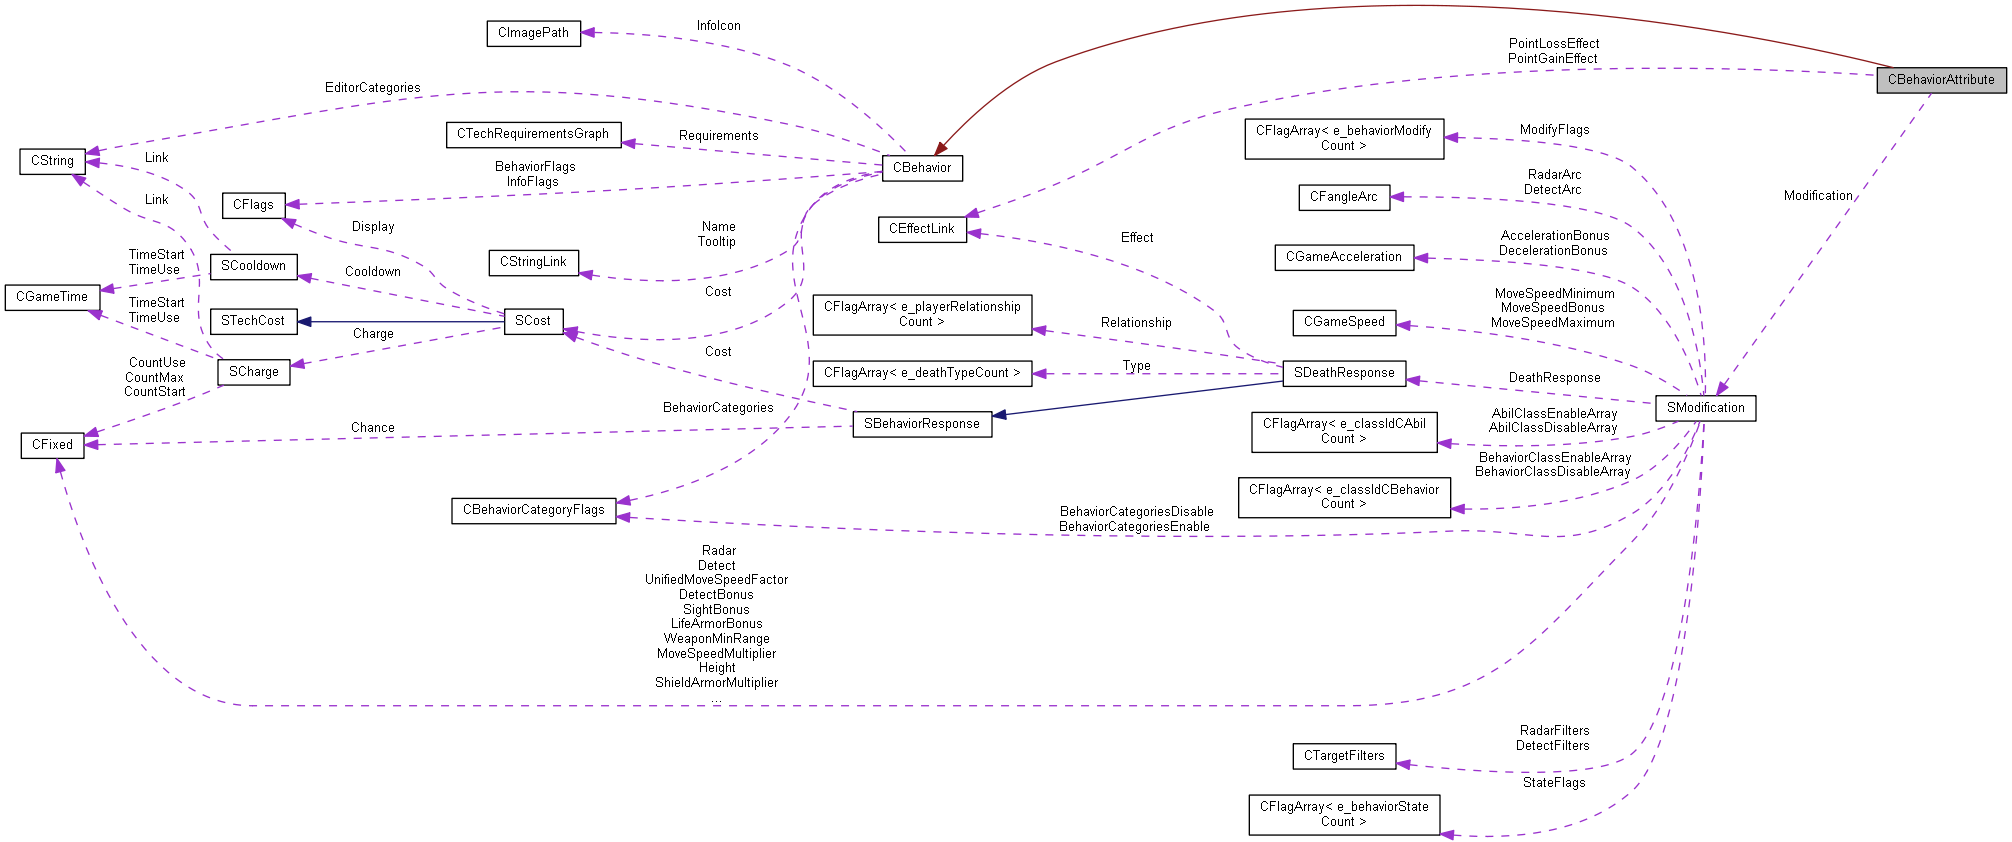 CImagePath
InfoIcon
PointLossEffect
PointGainEffect
CBehaviorAttribute
EditorCategories
CTechRequirementsGraph
Requirements
CFlagArray< e_behaviorModify
Count >
ModifyFlags
CString
Link
BehaviorFlags
InfoFlags
CBehavior
RadarArc
DetectArc
CFangleArc
Modification
Link
CFlags
Display
Name
Tooltip
CEffectLink
Effect
AccelerationBonus
DecelerationBonus
CGameAcceleration
TimeStart
TimeUse
SCooldown
Cooldown
CStringLink
CGameTime
Cost
MoveSpeedMinimum
MoveSpeedBonus
MoveSpeedMaximum
TimeStart
TimeUse
STechCost
SCost
CFlagArray< e_playerRelationship
Count >
Relationship
CGameSpeed
Charge
Cost
CountUse
CountMax
CountStart
SCharge
CFlagArray< e_deathTypeCount >
Type
SDeathResponse
DeathResponse
SModification
BehaviorCategories
SBehaviorResponse
CFlagArray< e_classIdCAbil
Count >
AbilClassEnableArray
AbilClassDisableArray
CFixed
Chance
BehaviorClassEnableArray
BehaviorClassDisableArray
CFlagArray< e_classIdCBehavior
Count >
CBehaviorCategoryFlags
BehaviorCategoriesDisable
BehaviorCategoriesEnable
Radar
Detect
UnifiedMoveSpeedFactor
DetectBonus
SightBonus
LifeArmorBonus
WeaponMinRange
MoveSpeedMultiplier
Height
ShieldArmorMultiplier
...
RadarFilters
DetectFilters
CTargetFilters
StateFlags
CFlagArray< e_behaviorState
Count >